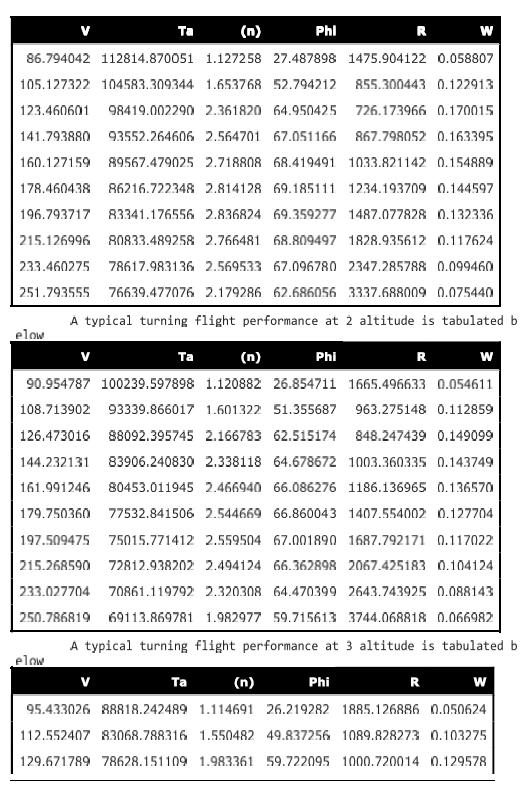 V Ta (n) Phi R W
86.794042 112814.870051 1.127258 27.487898 1475.904122 0.058807
105.127322 104583.309344 1.653768 52.794212 855.300443 0.122913
123.460601 98419.002290 2.361820 64.950425 726.173966 0.170015
141.793880 93552.264606 2.564701 67.051166 867.798052 0.163395
160.127159 89567.479025 2.718808 68.419491 1033.821142 0.154889
178.460438 86216.722348 2.814128 69.185111 1234.193709 0.144597
196.793717 83341.176556 2.836824 69.359277 1487.077828 0.132336
215.126996 80833.489258 2.766481 68.809497 1828.935612 0.117624
233.460275 78617.983136 2.569533 67.096780 2347.285788 0.099460
251.793555 76639.477076 2.179286 62.686056 3337.688009 0.075440
A typical turning flight performance at 2 altitude is tabulated b
elow
V Ta (n) Phi R W
90.954787 100239.597898 1.120882 26.854711 1665.496633 0.054611
108.713902 93339.866017 1.601322 51.355687 963.275148 0.112859
126.473016 88092.395745 2.166783 62.515174 848.247439 0.149099
144.232131 83906.240830 2.338118 64.678672 1003.360335 0.143749
161.991246 80453.011945 2.466940 66.086276 1186.136965 0.136570
179.750360 77532.841506 2.544669 66.860043 1407.554002 0.127704
197.509475 75015.771412 2.559504 67.001890 1687.792171 0.117022
215.268590 72812.938202 2.494124 66.362898 2067.425183 0.104124
233.027704 70861.119792 2.320308 64.470399 2643.743925 0.088143
250.786819 69113.869781 1.982977 59.715613 3744.068818 0.066982
A typical turning flight performance at 3 altitude is tabulated b
elow
V Ta (n) Phi R W
95.433026 88818.242489 1.114691 26.219282 1885.126886 0.050624
112.552407 83068.788316 1.550482 49.837256 1089.828273 0.103275
129.671789 78628.151109 1.983361 59.722095 1000.720014 0.129578